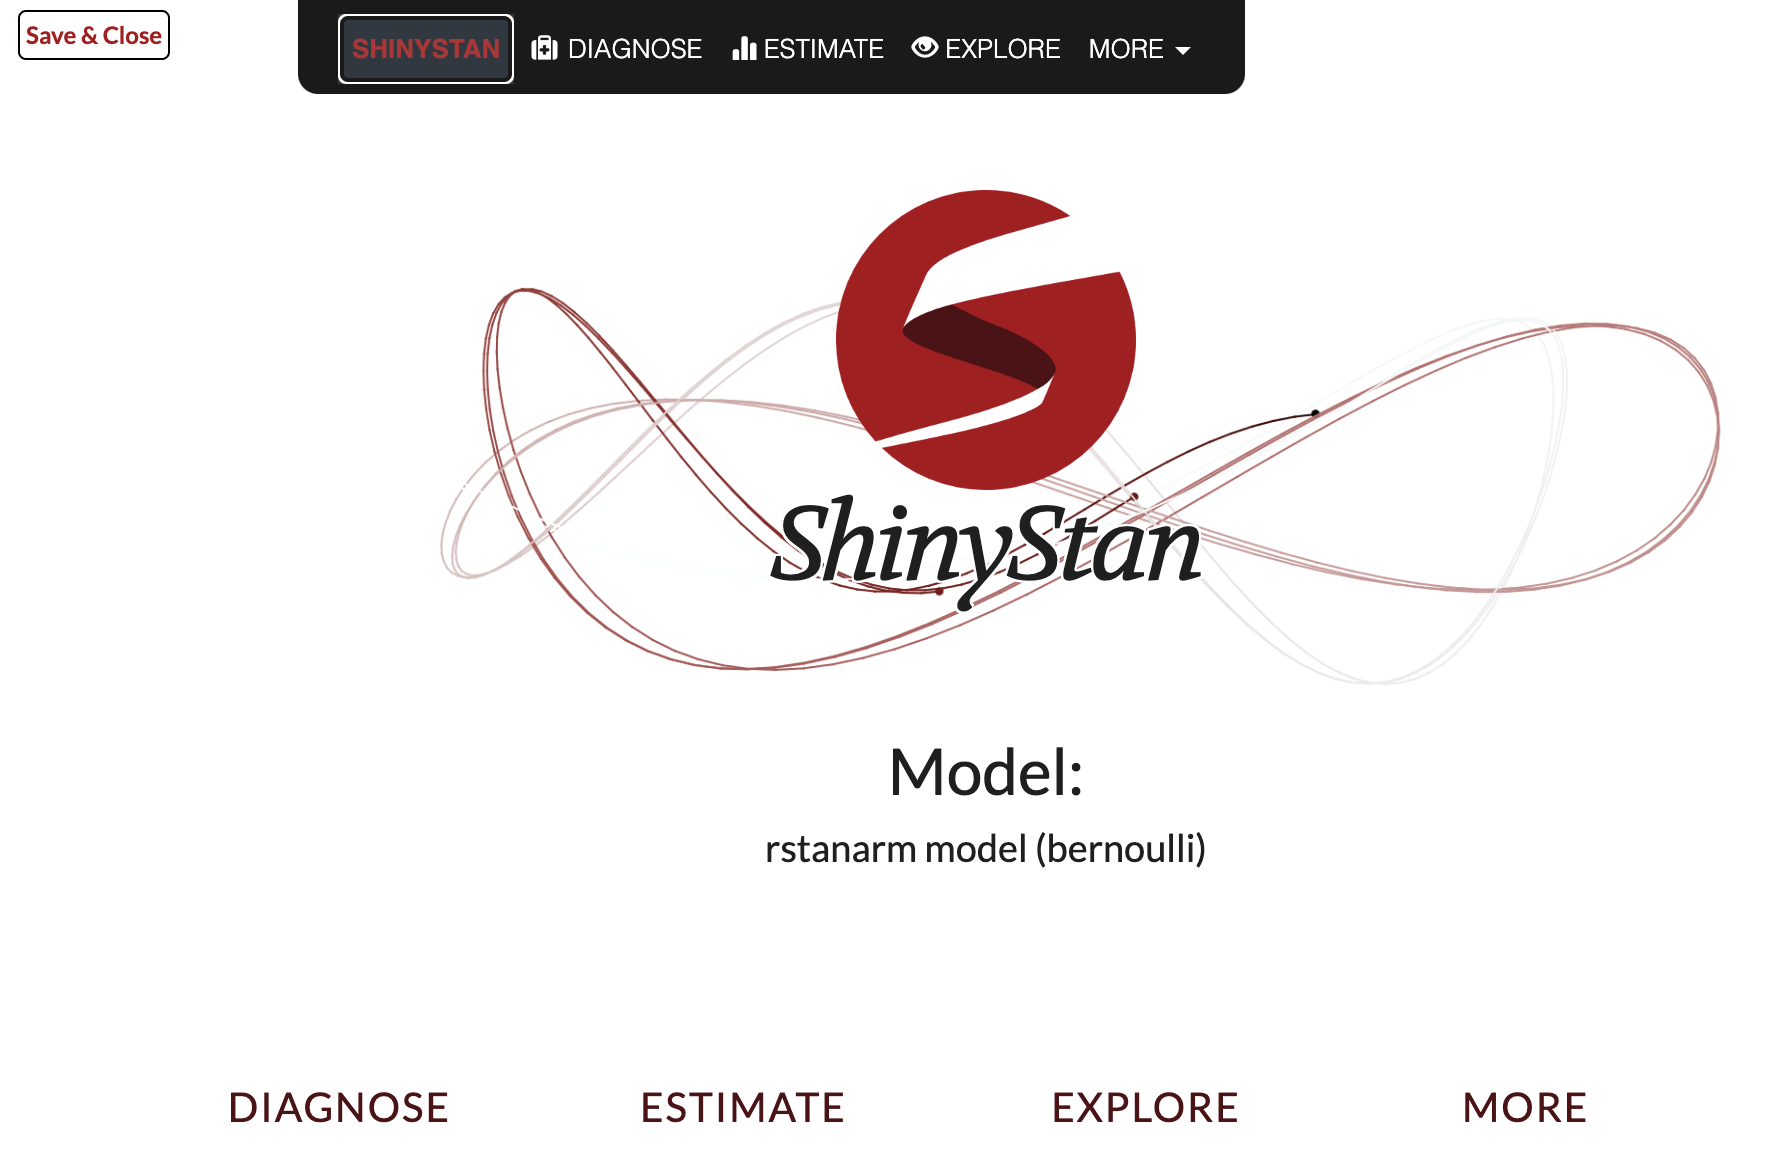 Save & Close
SHINYSTAN DIAGNOSE ESTIMATE EXPLORE MORE
ShinyStan
Model:
rstanarm model (bernoulli)
DIAGNOSE ESTIMATE EXPLORE MORE